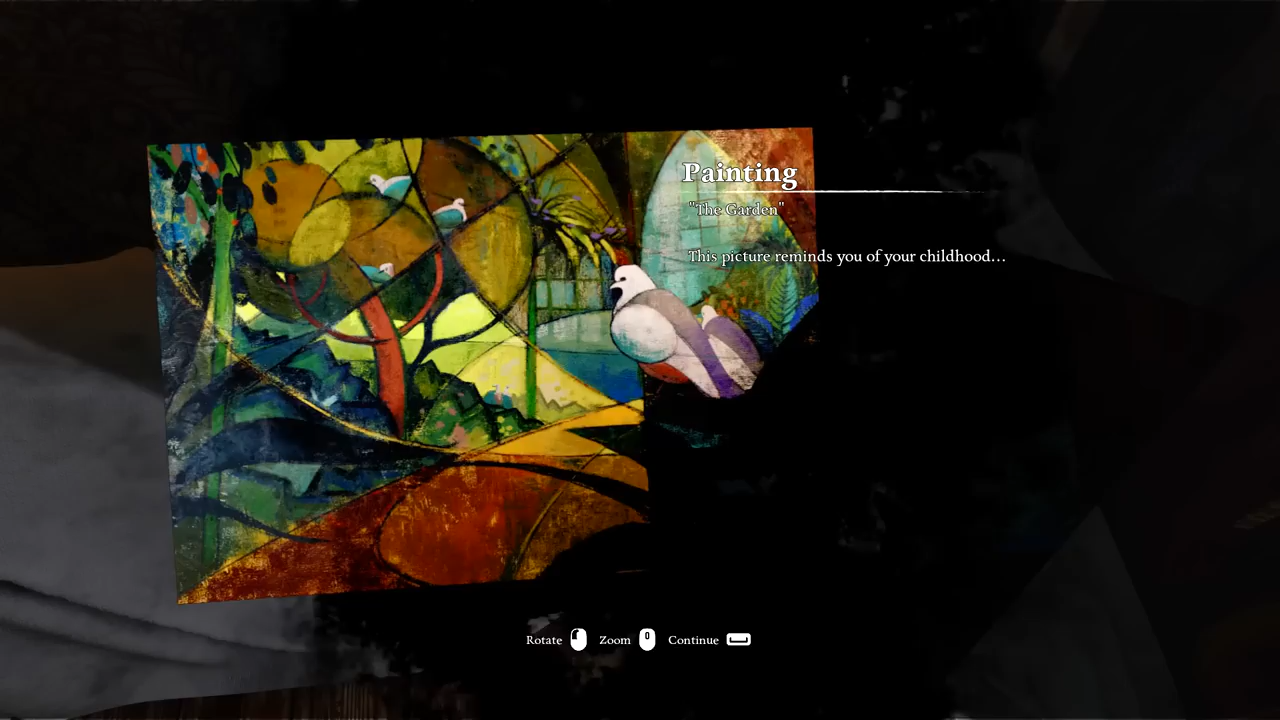 Painting
"The Garden"
This picture reminds you of your childhood...
Rotate Zoom Continue